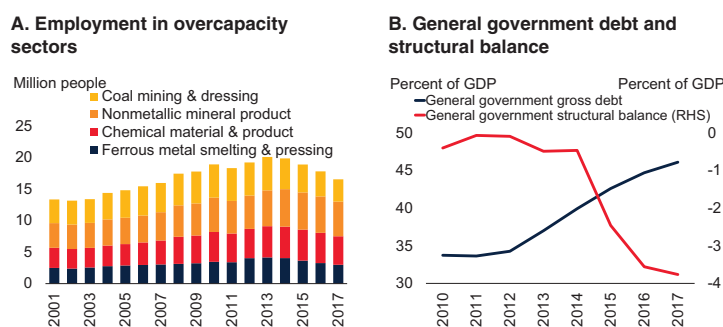 A. Employment in overcapacity
sectors
Million people
Coal mining & dressing
Nonmetallic mineral product
Chemical material & product
Ferrous metal smelting & pressing
25
20
15
10
5
0
2001
2003
2005
2007
2009
2011
2013
2015
2017
B. General government debt and
structural balance
Percent of GDP
Percent of GDP
General government gross debt
General government structural balance (RHS)
50
45
40
35
30
0
-1
-2
-3
-4
2010
2011
2012
2013
2014
2015
2016
2017